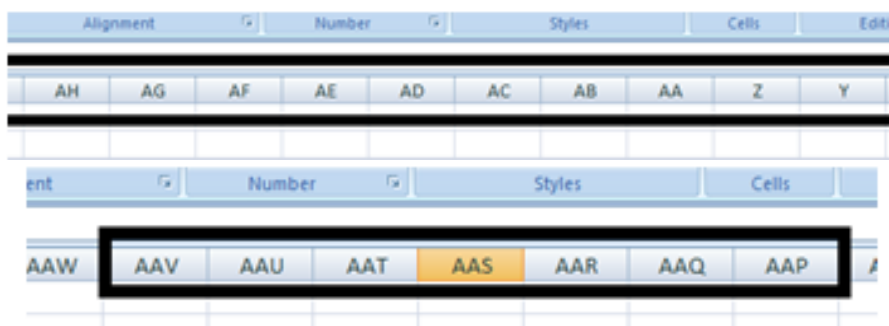 Alignment Number Styles Cells
AH AG AF AE AD AC AB AA Z Y
Number Styles Cells
AAW AAV AAU AAT AAS AAR AAQ AAP